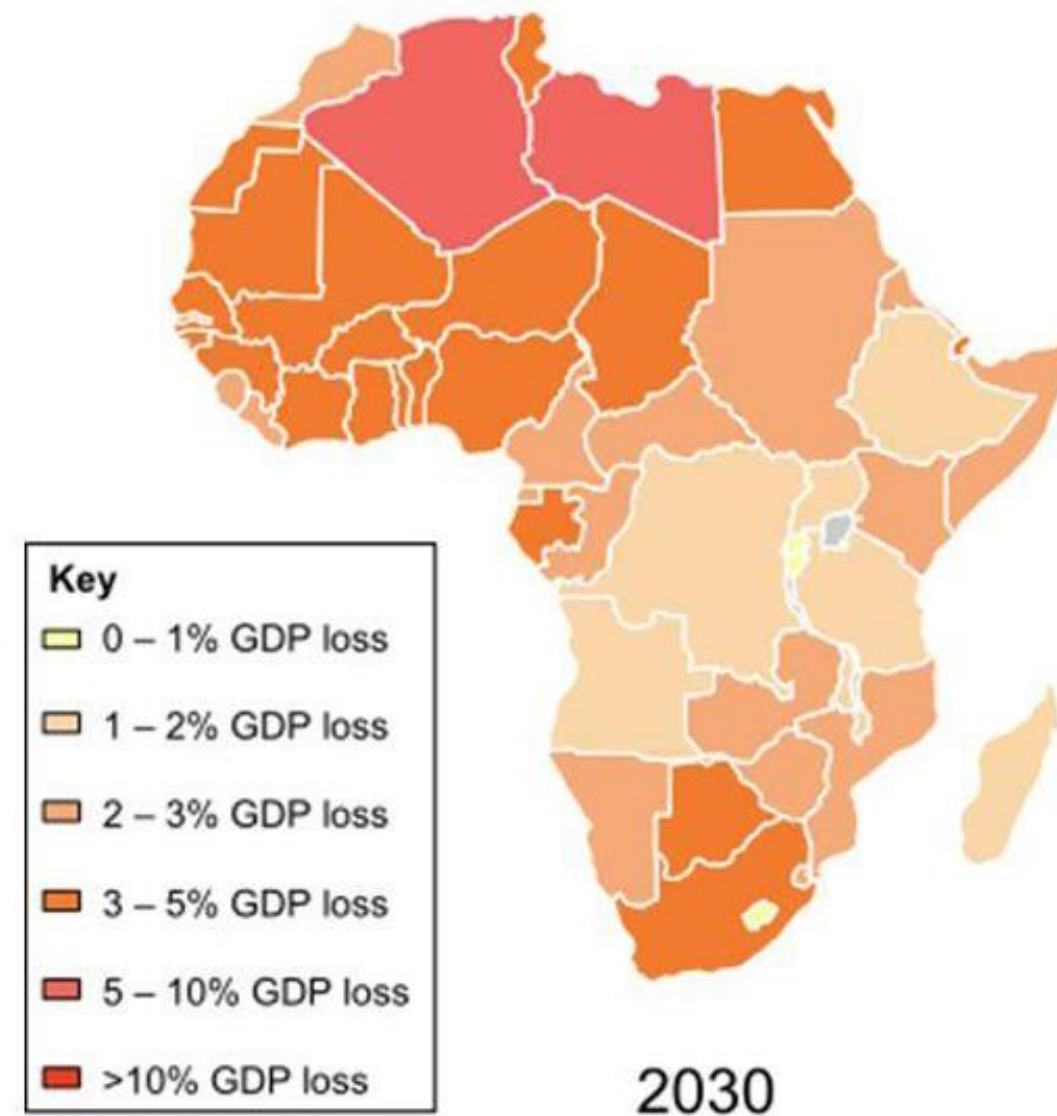 Key
0 – 1% GDP loss
1 – 2% GDP loss
2 – 3% GDP loss
3 – 5% GDP loss
5 – 10% GDP loss
>10% GDP loss
2030